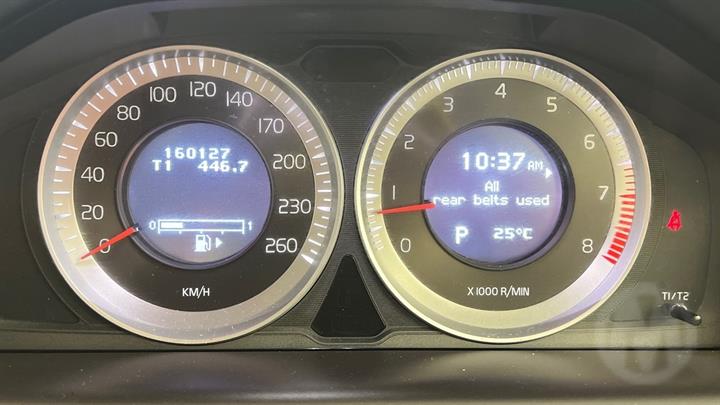 0
20
40
60
80
100
120
140
170
200
230
260
KM/H
160127
T1 446.7
0 1
0
1
2
3
4
5
6
7
8
X1000 R/MIN
10:37 AM
All
rear belts used
P 25°C
T1/T2